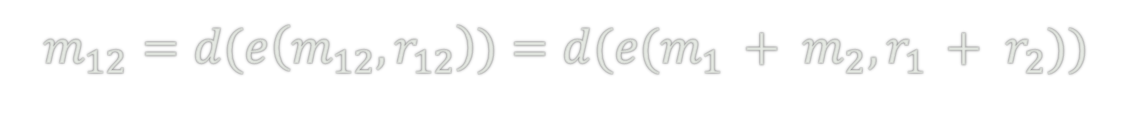 m₁₂ = d(e(m₁₂, r₁₂)) = d(e(m₁ + m₂, r₁ + r₂))